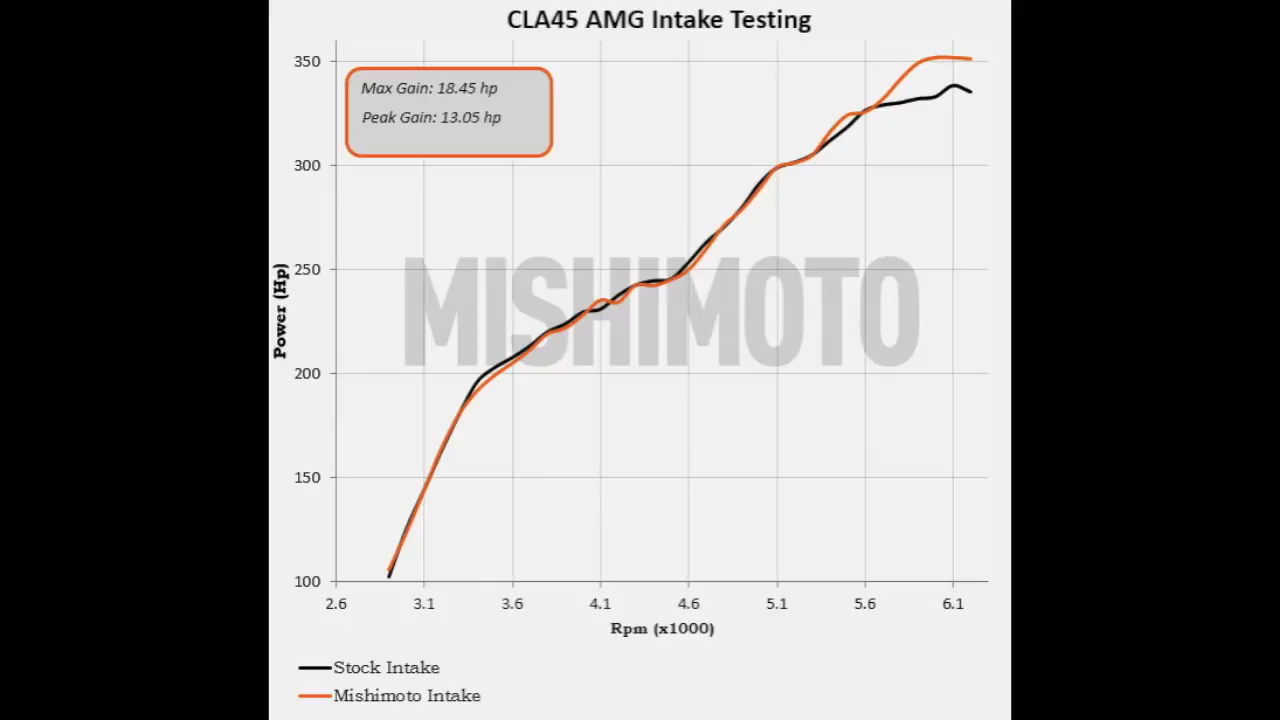 CLA45 AMG Intake Testing
Max Gain: 18.45 hp
Peak Gain: 13.05 hp
350
300
250
200
150
100
Power (Hp)
MISHIMOTO
2.6 3.1 3.6 4.1 4.6 5.1 5.6 6.1
Rpm (x1000)
Stock Intake
Mishimoto Intake